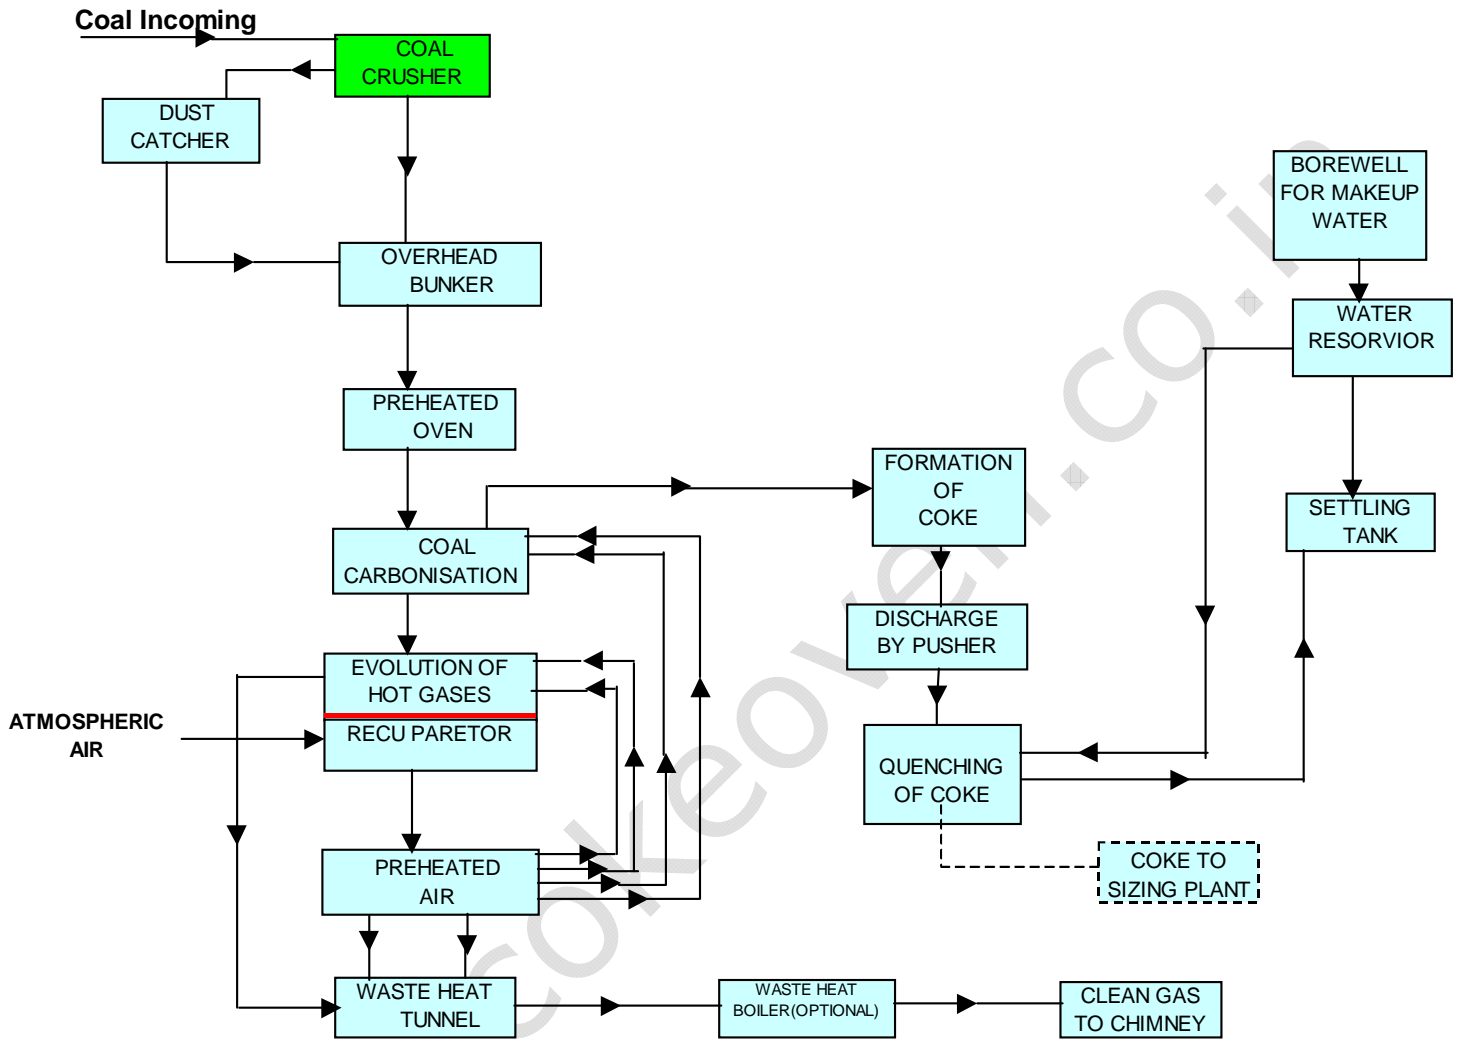 Coal Incoming
COAL
CRUSHER
DUST
CATCHER
OVERHEAD
BUNKER
PREHEATED
OVEN
COAL
CARBONISATION
EVOLUTION OF
HOT GASES
RECU PARETOR
ATMOSPHERIC
AIR
PREHEATED
AIR
WASTE HEAT
TUNNEL
WASTE HEAT
BOILER(OPTIONAL)
CLEAN GAS
TO CHIMNEY
FORMATION
OF
COKE
DISCHARGE
BY PUSHER
QUENCHING
OF COKE
COKE TO
SIZING PLANT
BOREWELL
FOR MAKEUP
WATER
WATER
RESORVIOR
SETTLING
TANK
cokeoven.co.in